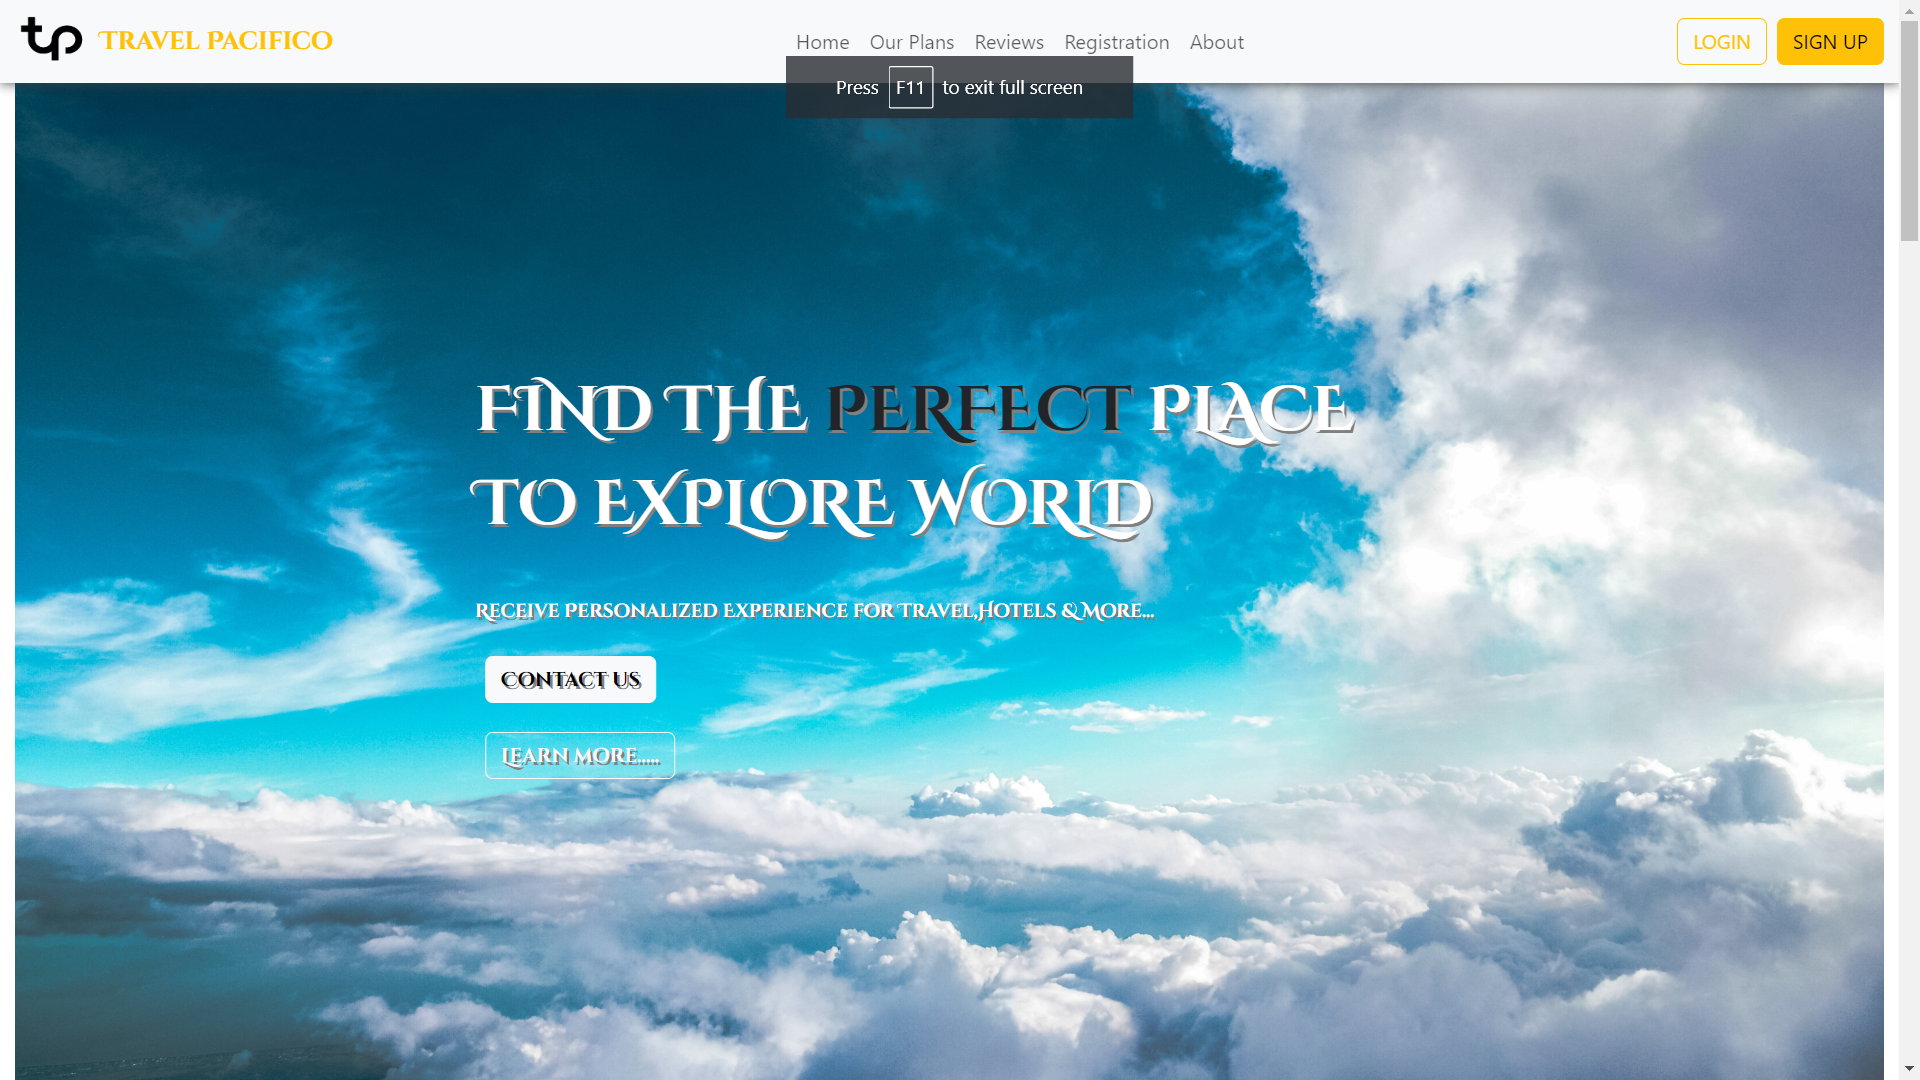 tp TRAVEL PACIFICO
Home Our Plans Reviews Registration About
LOGIN SIGN UP
Press F11 to exit full screen
FIND THE PERFECT PLACE
TO EXPLORE WORLD
RECEIVE PERSONALIZED EXPERIENCE FOR TRAVEL,HOTELS & MORE...
CONTACT US
LEARN MORE.....